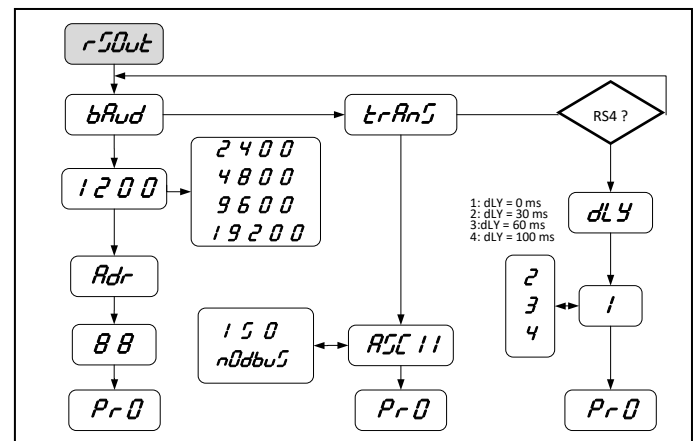 rSOut
bAud
trAnS
RS4 ?
1200
2400
4800
9600
19200
1: dLY = 0 ms
2: dLY = 30 ms
3:dLY = 60 ms
4: dLY = 100 ms
dLY
Adr
2
3
4
1
88
ISO
nOdbuS
ASCII
PrO
PrO
PrO